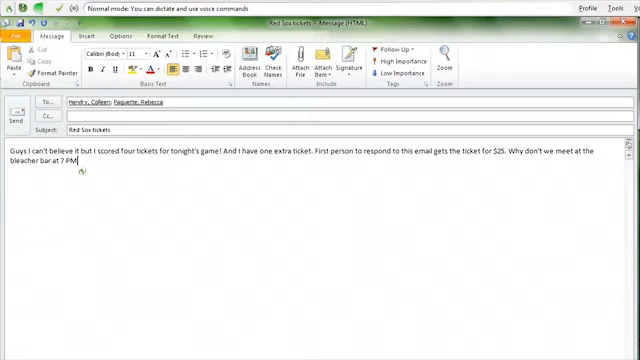 Normal mode: You can dictate and use voice commands
Profile Tools
Red Sox tickets – Message (HTML)
File Message Insert Options Format Text Review
Cut
Copy
Paste
Format Painter
Calibri (Body) 11
B I U
Address Book
Check Names
Attach File
Attach Item
Follow Up
High Importance
Low Importance
Zoom
Clipboard
Basic Text
Names
Include
Tags
Zoom
Send
To... Hendry, Colleen; Paquette, Rebecca
Cc...
Subject: Red Sox tickets
Guys I can't believe it but I scored four tickets for tonight's game! And I have one extra ticket. First person to respond to this email gets the ticket for $25. Why don't we meet at the
bleacher bar at 7 PM